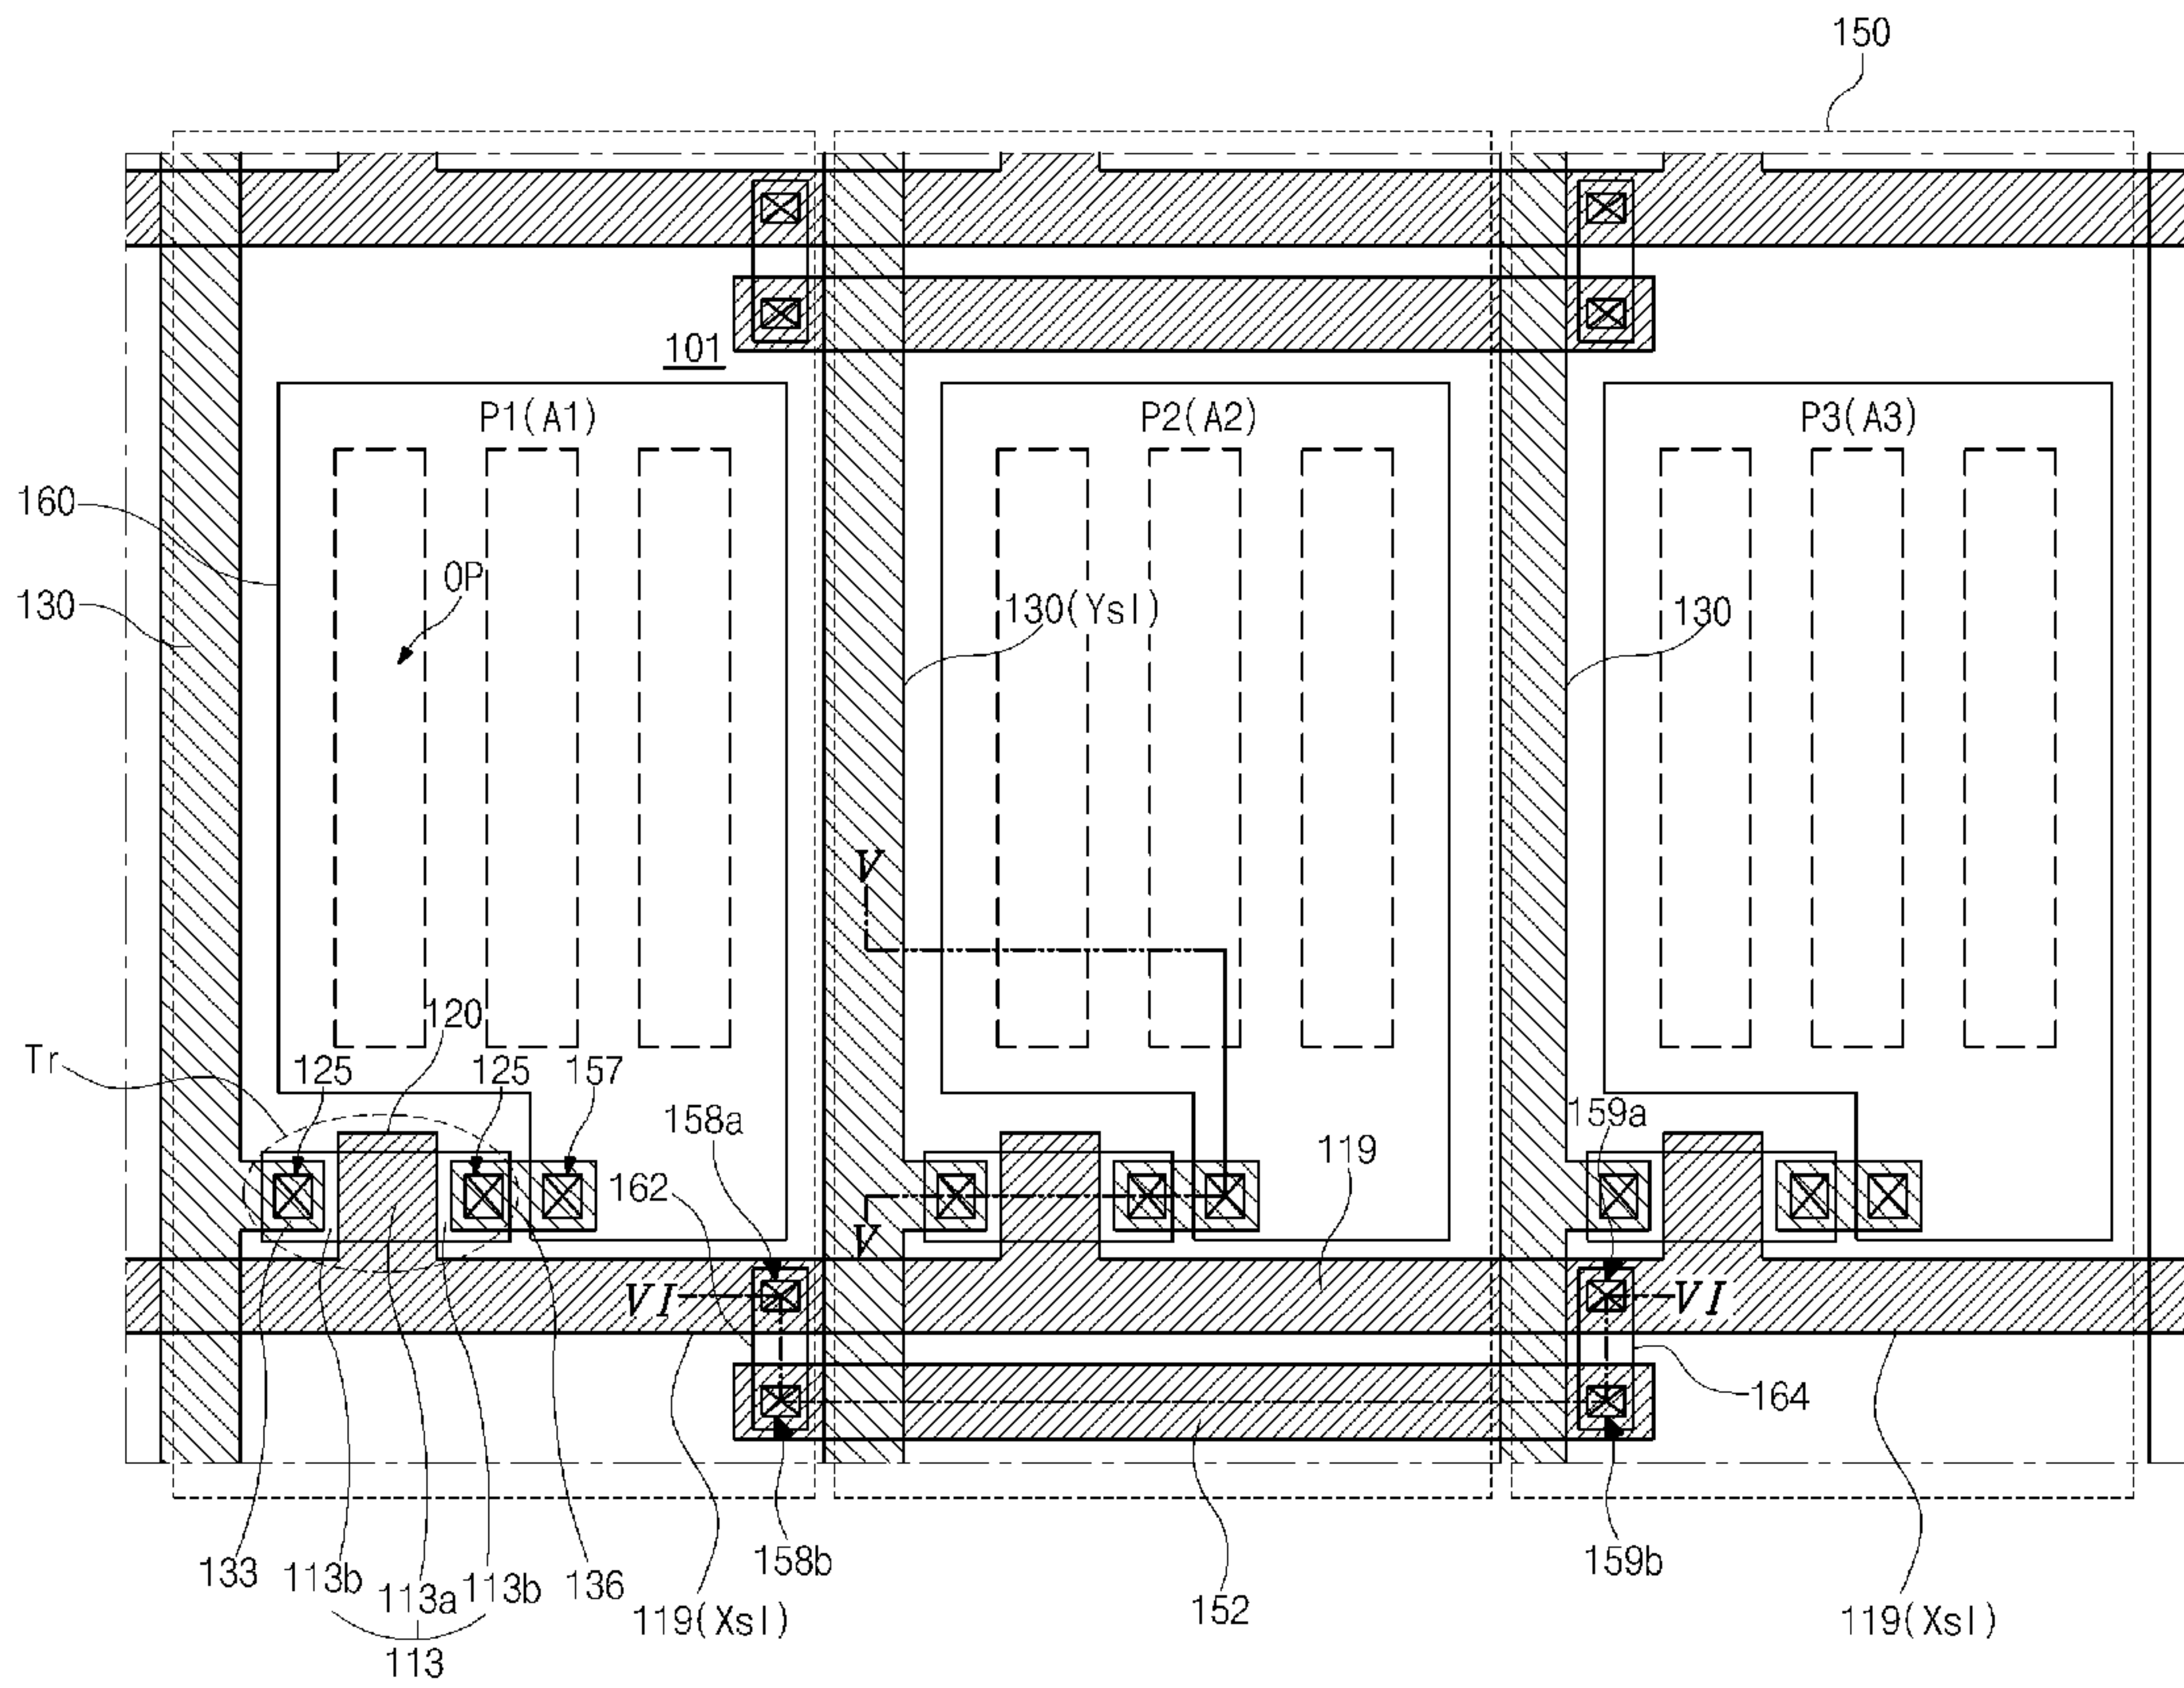 150
101
P1(A1)
P2(A2)
P3(A3)
160
OP
130
130(Ysl)
130
V
120
Tr
125
125
157
158a
159a
119
162
V
VI
VI
164
133
113b
113a
113b
136
158b
159b
119(Xsl)
152
119(Xsl)
113